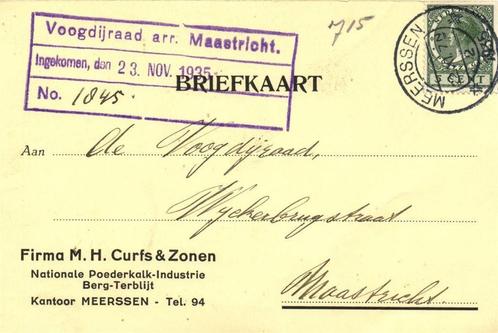 Voogdijraad arr. Maastricht.
Ingekomen, den 23 NOV. 1935
No. 1845.
715
MEERSSEN
5 CENT
BRIEFKAART
Aan de Voogdijraad,
Wyckerbrugstraat
Maastricht.
Firma M. H. Curfs & Zonen
Nationale Poederkalk-Industrie
Berg-Terblijt
Kantoor MEERSSEN - Tel. 94